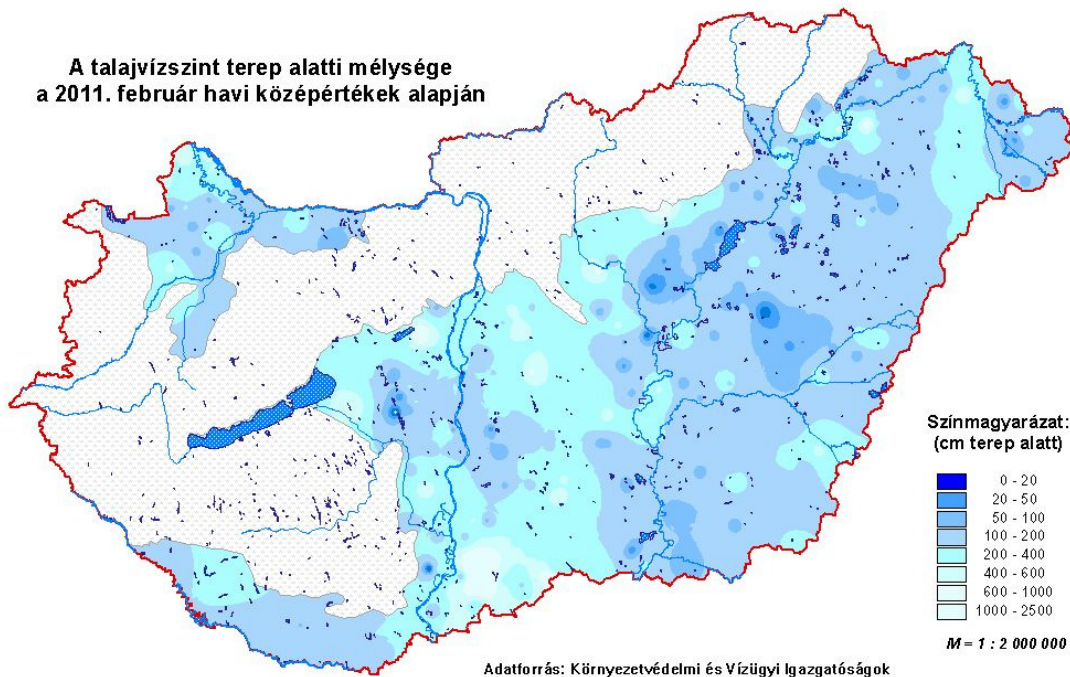 A talajvízszint terep alatti mélysége
a 2011. február havi középértékek alapján
Színmagyarázat:
(cm terep alatt)
0 - 20
20 - 50
50 - 100
100 - 200
200 - 400
400 - 600
600 - 1000
1000 - 2500
M = 1 : 2 000 000
Adatforrás: Környezetvédelmi és Vízügyi Igazgatóságok